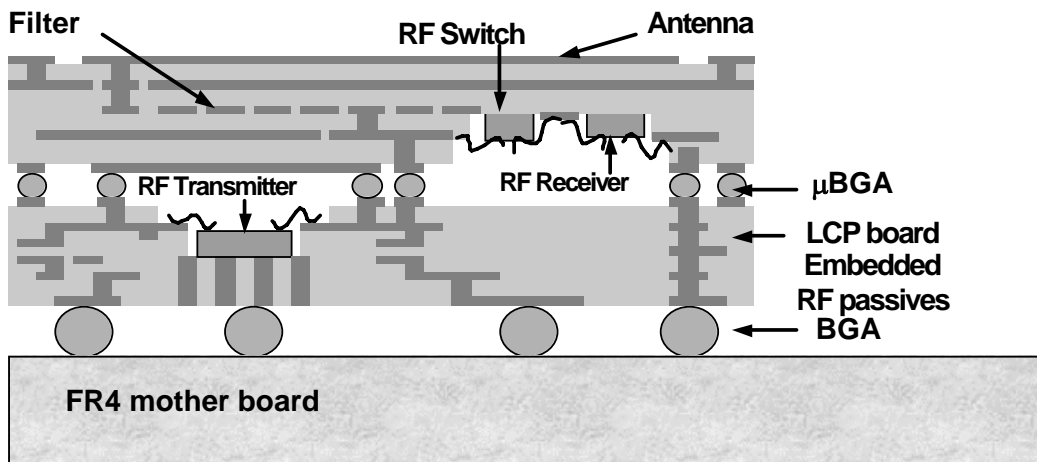 Filter
RF Switch
Antenna
RF Transmitter
RF Receiver
μBGA
LCP board
Embedded
RF passives
BGA
FR4 mother board